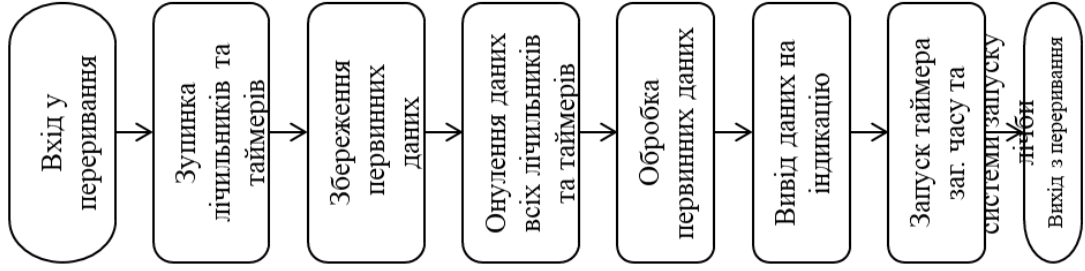 Вхід у
переривання
Зупинка
лічильників та
таймерів
Збереження
первинних
даних
Онулення даних
всіх лічильників
та таймерів
Обробка
первинних даних
Вивід даних на
індикацію
Запуск таймера
заг. часу та
системи запуску
лічби
Вихід з переривання